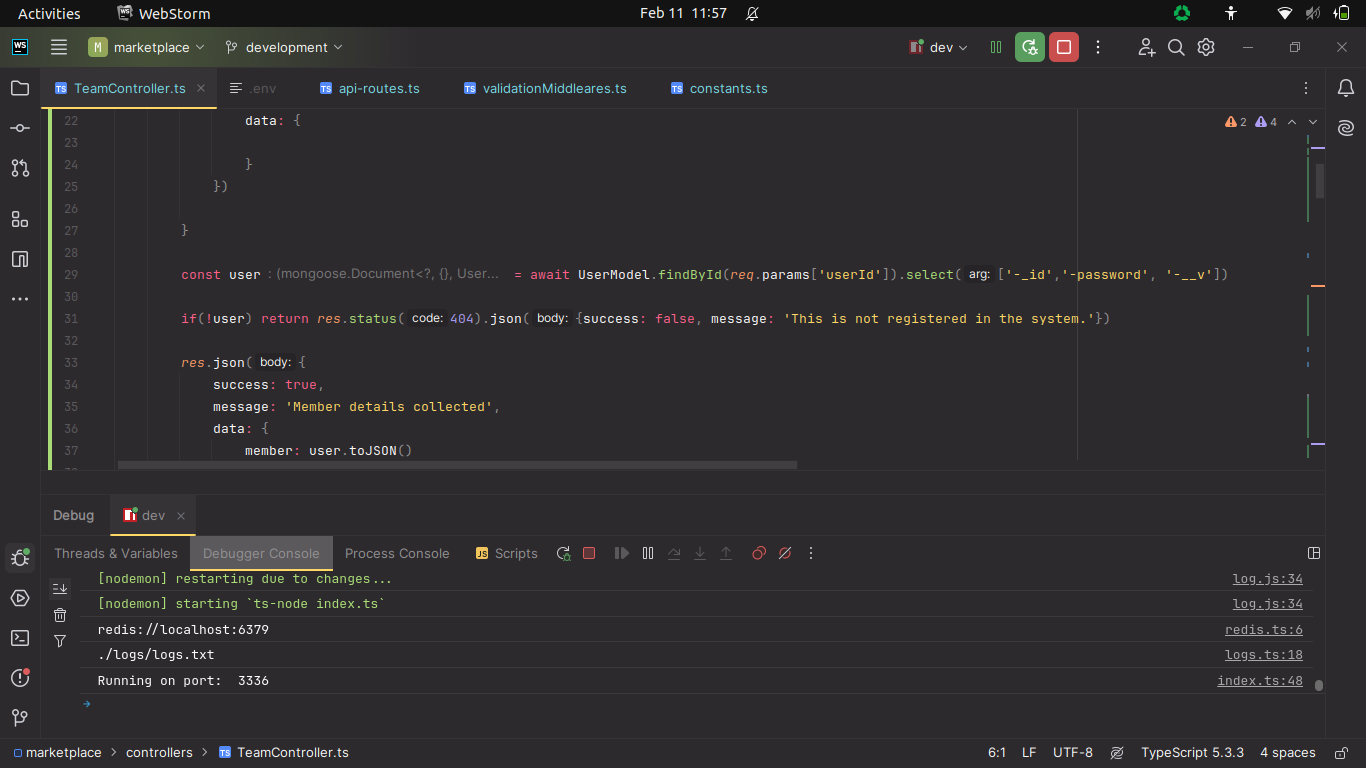 Activities WebStorm Feb 11 11:57
WS M marketplace development dev
TS TeamController.ts .env TS api-routes.ts TS validationMiddleares.ts TS constants.ts
22 data: {
2 4
23
24 }
25 })
26
27 }
28
29 const user : (mongoose.Document<?, {}, User... = await UserModel.findById(req.params['userId']).select( arg: ['-_id','-password', '-__v'])
30
31 if(!user) return res.status( code: 404).json( body: {success: false, message: 'This is not registered in the system.'})
32
33 res.json( body: {
34 success: true,
35 message: 'Member details collected',
36 data: {
37 member: user.toJSON()
Debug dev
Threads & Variables Debugger Console Process Console JS Scripts
[nodemon] restarting due to changes... log.js:34
[nodemon] starting `ts-node index.ts` log.js:34
redis://localhost:6379 redis.ts:6
./logs/logs.txt logs.ts:18
Running on port:  3336 index.ts:48
marketplace > controllers > TS TeamController.ts 6:1 LF UTF-8 TypeScript 5.3.3 4 spaces